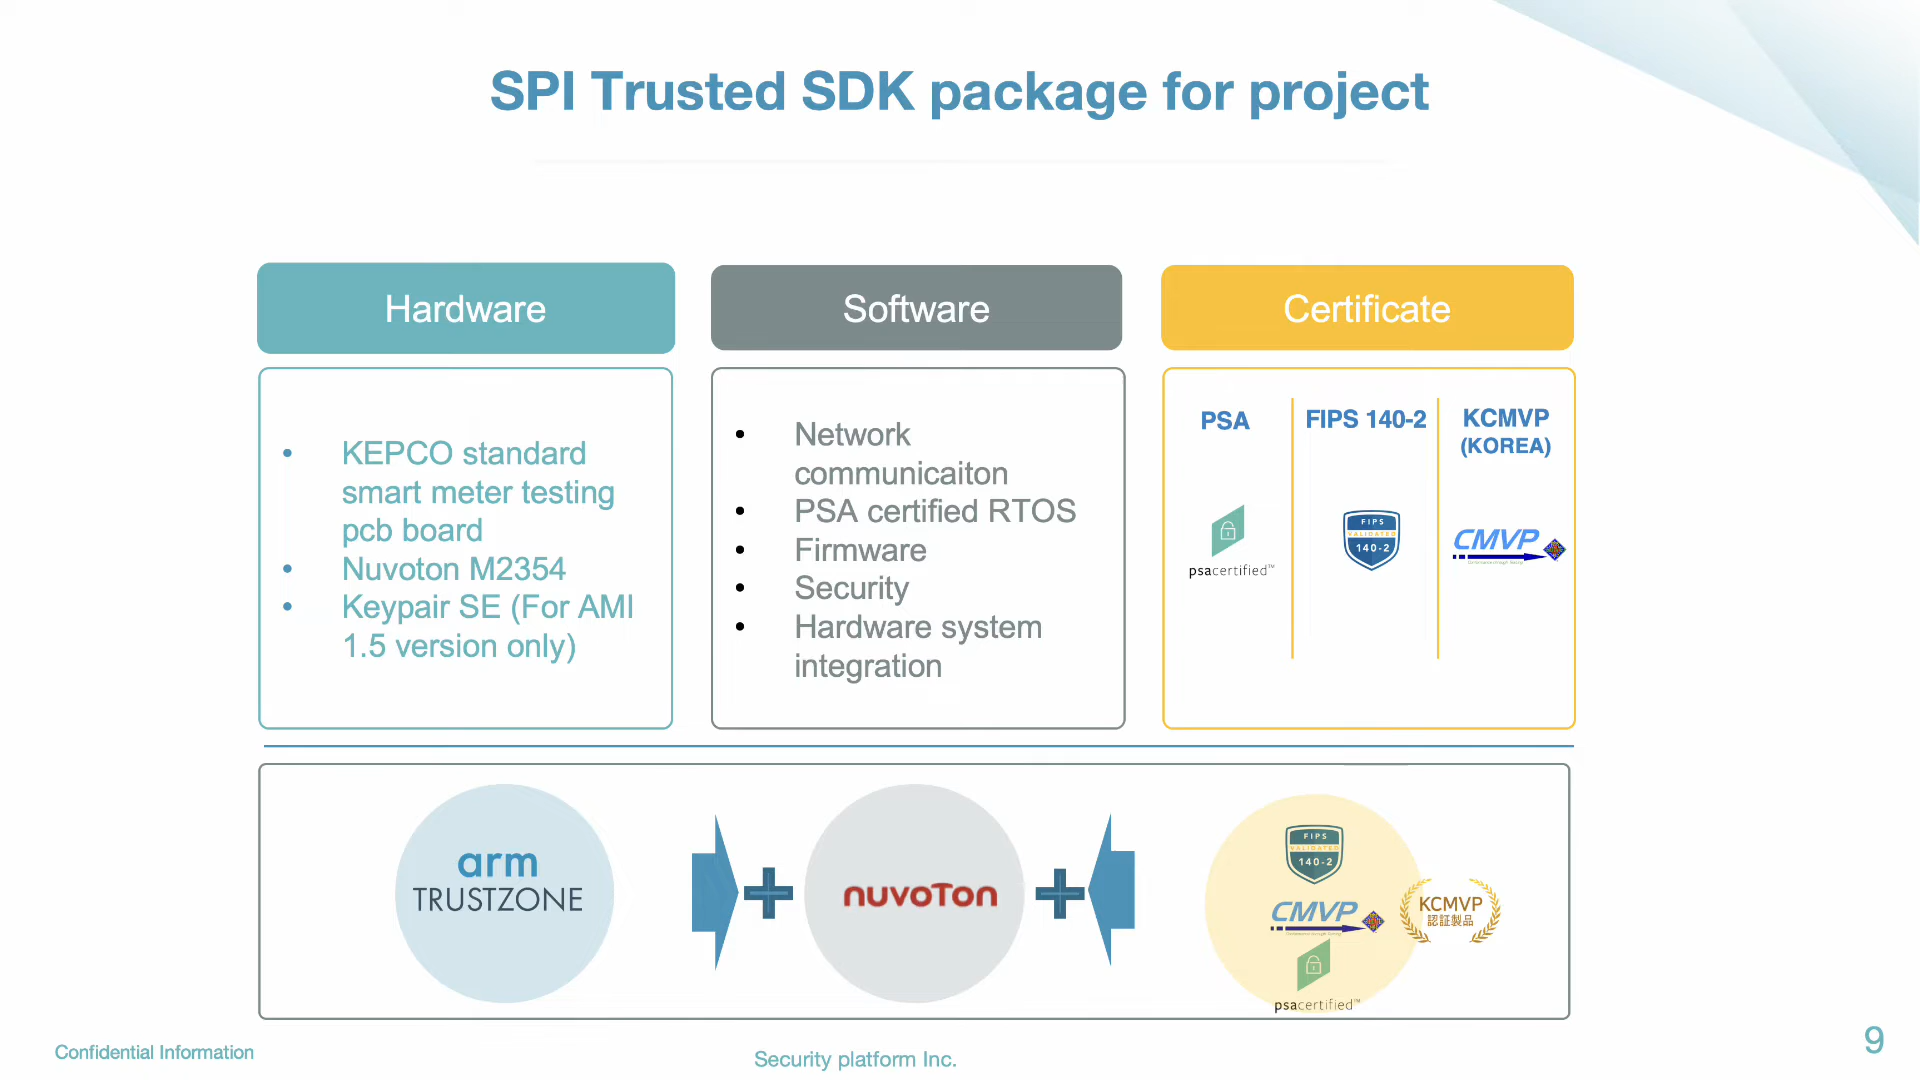 SPI Trusted SDK package for project
Hardware
Software
Certificate
• KEPCO standard
smart meter testing
pcb board
• Nuvoton M2354
• Keypair SE (For AMI
1.5 version only)
• Network
communicaiton
• PSA certified RTOS
• Firmware
• Security
• Hardware system
integration
PSA
psacertified™
FIPS 140-2
FIPS
VALIDATED
140-2
KCMVP
(KOREA)
CMVP
arm
TRUSTZONE
nuvoTon
FIPS
VALIDATED
140-2
CMVP
KCMVP
認証製品
psacertified™
Confidential Information
Security platform Inc.
9